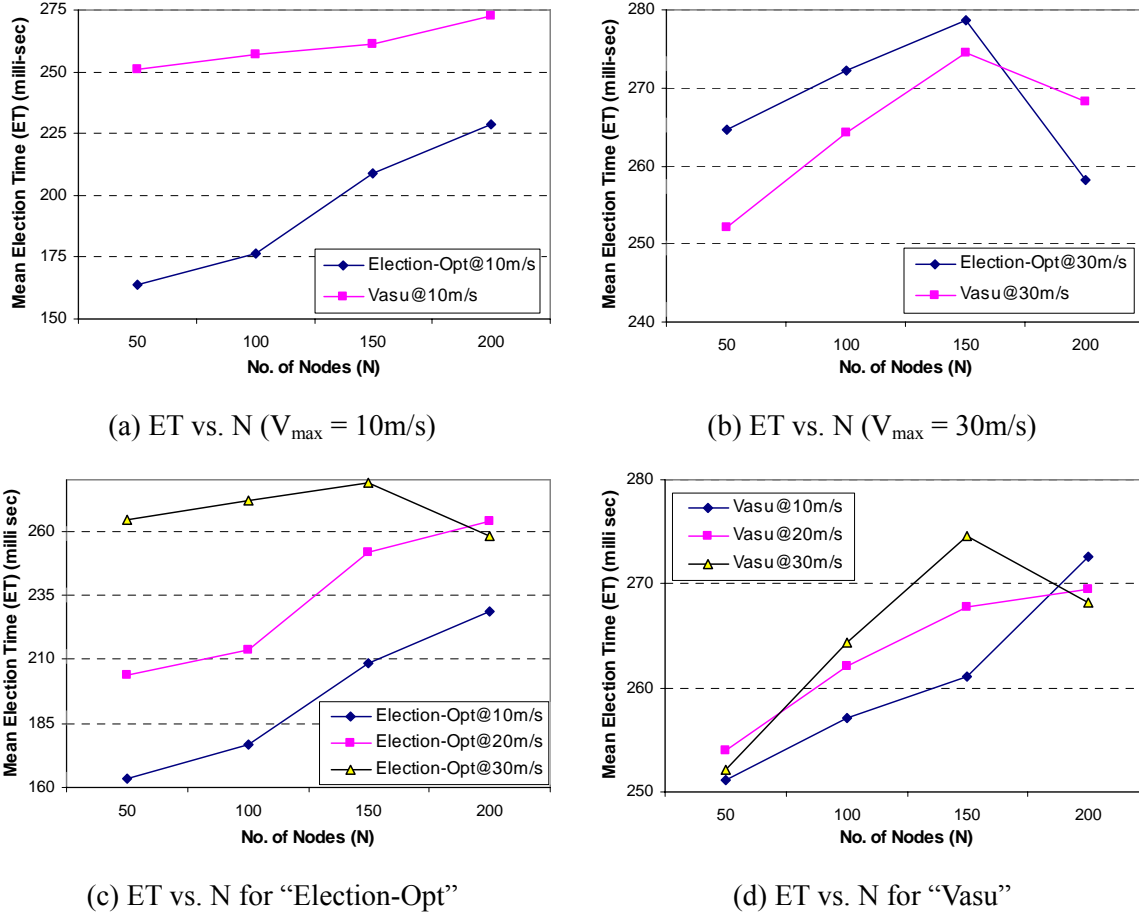 275
250
225
200
175
150
Mean Election Time (ET) (milli-sec)
Election-Opt@10m/s
Vasu@10m/s
50 100 150 200
No. of Nodes (N)
(a) ET vs. N (Vmax = 10m/s)
280
270
260
250
240
Mean Election Time (ET) (milli-sec)
Election-Opt@30m/s
Vasu@30m/s
50 100 150 200
No. of Nodes (N)
(b) ET vs. N (Vmax = 30m/s)
260
235
210
185
160
Mean Election Time (ET) (milli sec)
Election-Opt@10m/s
Election-Opt@20m/s
Election-Opt@30m/s
50 100 150 200
No. of Nodes (N)
(c) ET vs. N for “Election-Opt”
280
270
260
250
Mean Election Time (ET) (milli sec)
Vasu@10m/s
Vasu@20m/s
Vasu@30m/s
50 100 150 200
No. of Nodes (N)
(d) ET vs. N for “Vasu”